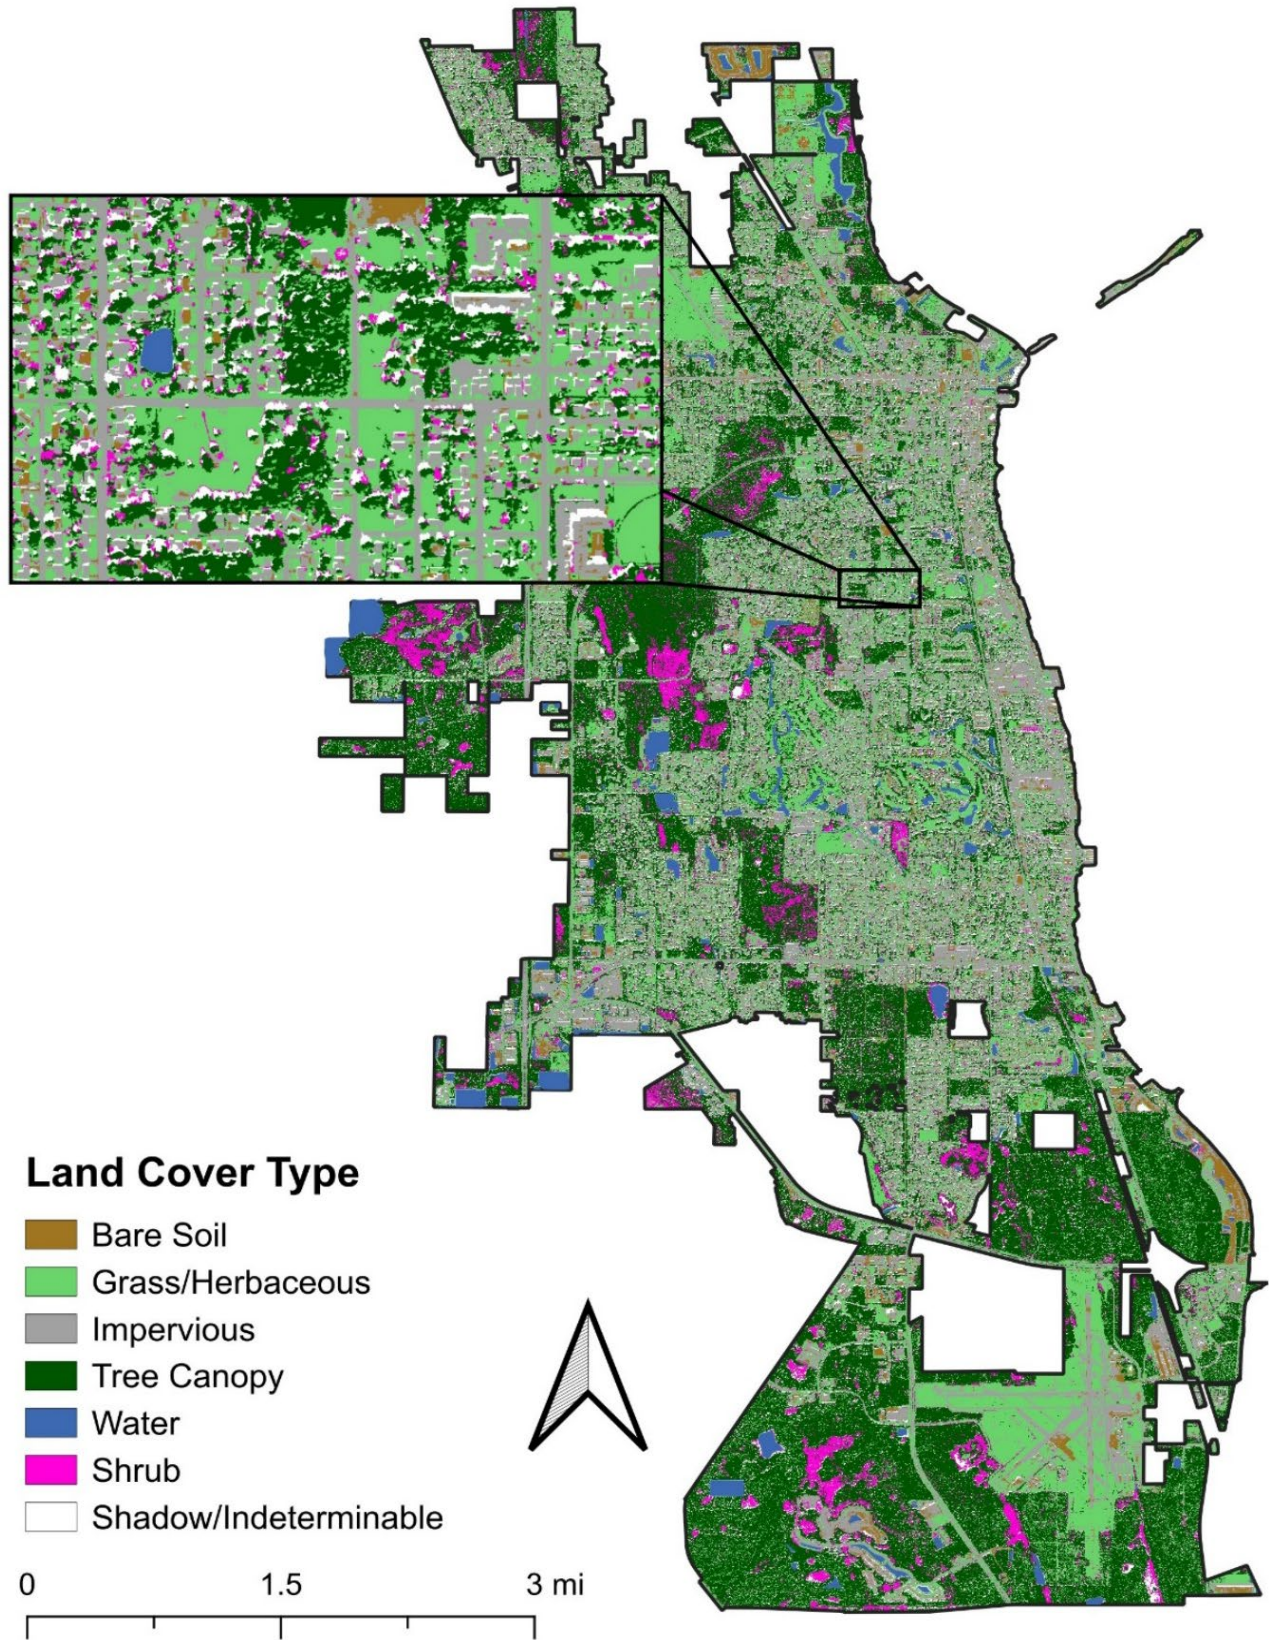 Land Cover Type
Bare Soil
Grass/Herbaceous
Impervious
Tree Canopy
Water
Shrub
Shadow/Indeterminable
0 1.5 3 mi